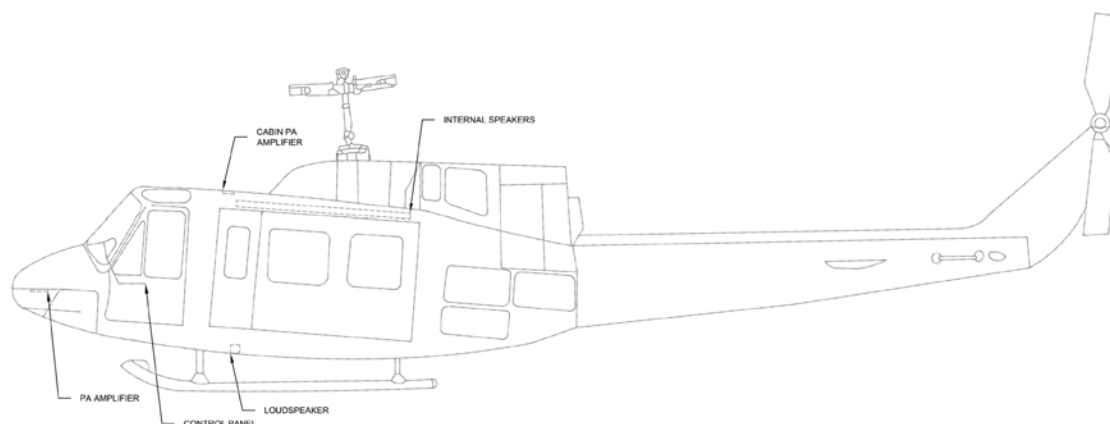 INTERNAL SPEAKERS
CABIN PA
AMPLIFIER
PA AMPLIFIER
LOUDSPEAKER
CONTROL PANEL